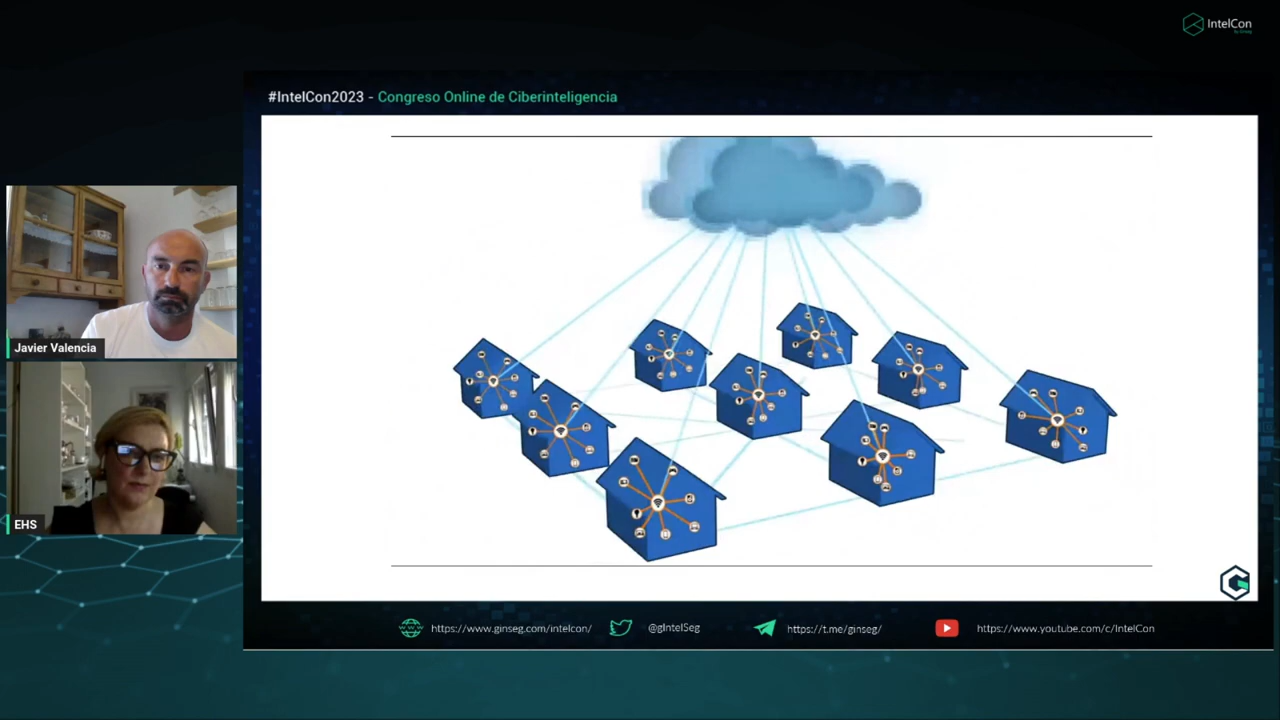 IntelCon
#IntelCon2023 - Congreso Online de Ciberinteligencia
Javier Valencia
EHS
https://www.ginseg.com/intelcon/
@gIntelSeg
https://t.me/ginseg/
https://www.youtube.com/c/IntelCon